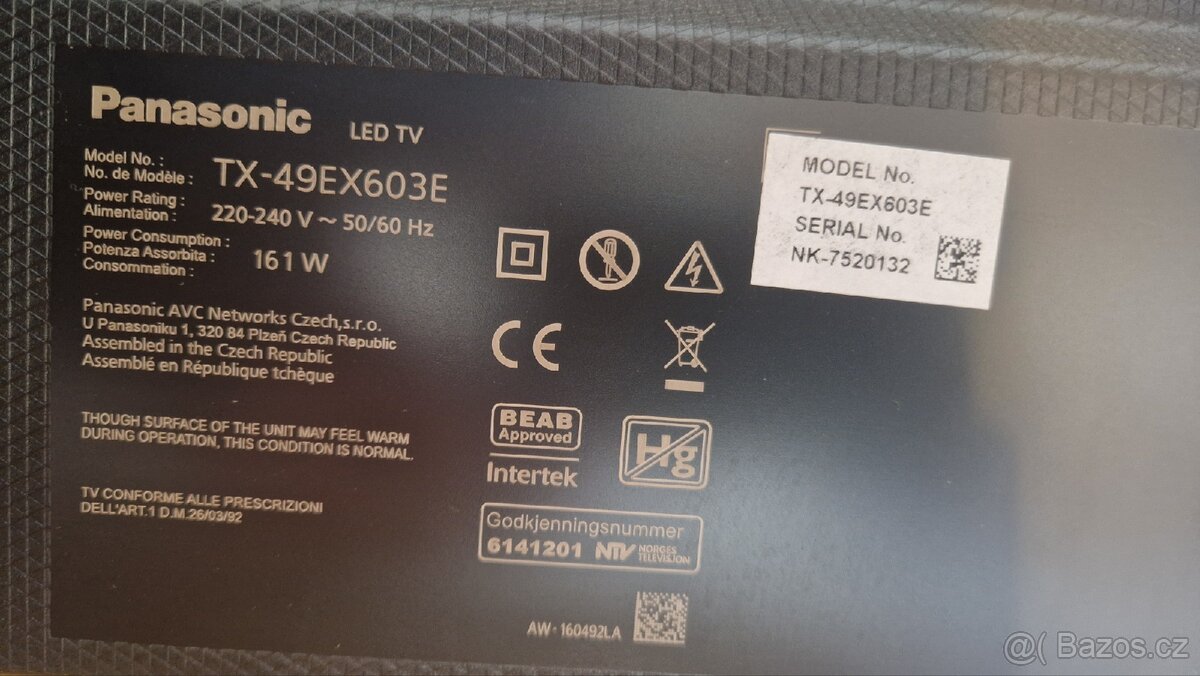 Panasonic LED TV
Model No. :
No. de Modèle : TX-49EX603E
Power Rating :
Alimentation : 220-240 V ~ 50/60 Hz
Power Consumption :
Potenza Assorbita : 161 W
Consommation :
Panasonic AVC Networks Czech,s.r.o.
U Panasoniku 1, 320 84 Plzeň Czech Republic
Assembled in the Czech Republic
Assemblé en République tchèque
THOUGH SURFACE OF THE UNIT MAY FEEL WARM
DURING OPERATION, THIS CONDITION IS NORMAL.
TV CONFORME ALLE PRESCRIZIONI
DELL'ART.1 D.M.26/03/92
CE
BEAB
Approved
Intertek
Hg
Godkjenningsnummer
6141201 NTV NORGES
TELEVISJON
AW-160492LA
MODEL No.
TX-49EX603E
SERIAL No.
NK-7520132
@( Bazos.cz